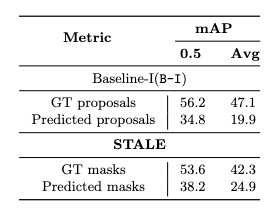 Metric mAP
0.5 Avg
Baseline-I(B-I)
GT proposals 56.2 47.1
Predicted proposals 34.8 19.9
STALE
GT masks 53.6 42.3
Predicted masks 38.2 24.9